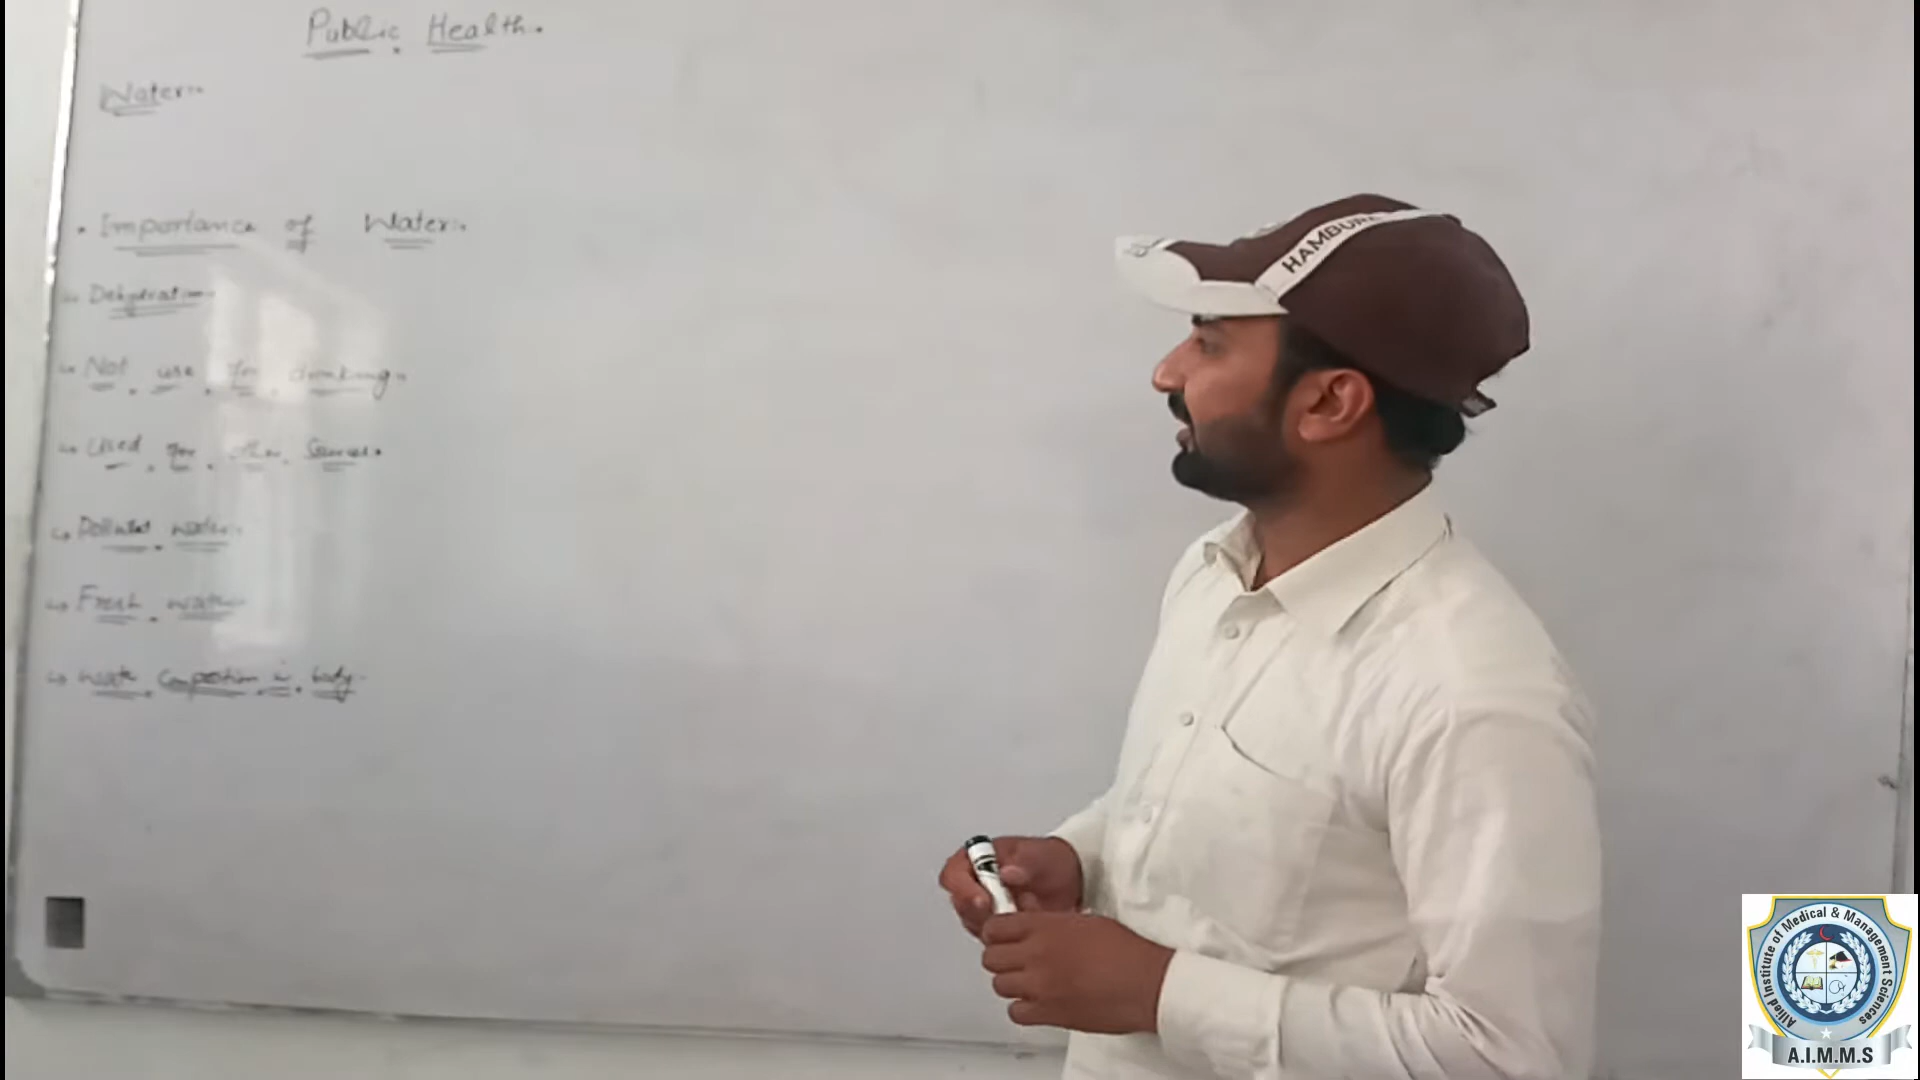 Public Health.
Water:-
• Importance of Water:-
↳ Dehydration
↳ Not use for drinking.
↳ Used for other Sources.
↳ Polluted water:
↳ Fresh water
↳ water in body.
HAMBURG
Allied Institute of Medical & Management Sciences
A.I.M.M.S